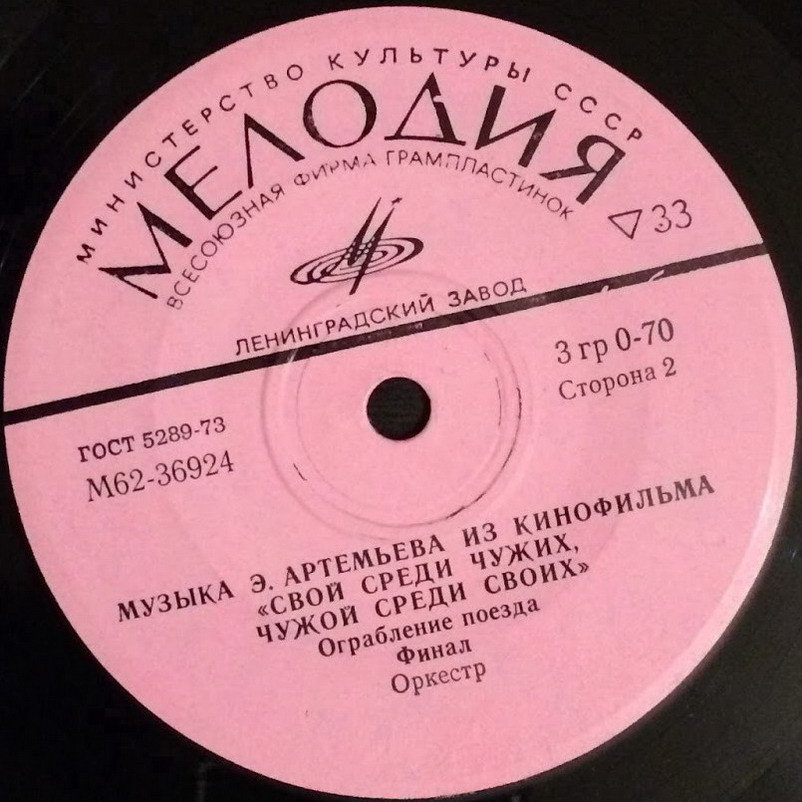 МИНИСТЕРСТВО КУЛЬТУРЫ СССР
МЕЛОДИЯ
ВСЕСОЮЗНАЯ ФИРМА ГРАМПЛАСТИНОК
33
ЛЕНИНГРАДСКИЙ ЗАВОД
ГОСТ 5289-73
М62-36924
3 гр 0-70
Сторона 2
МУЗЫКА Э. АРТЕМЬЕВА ИЗ КИНОФИЛЬМА
«СВОЙ СРЕДИ ЧУЖИХ,
ЧУЖОЙ СРЕДИ СВОИХ»
Ограбление поезда
Финал
Оркестр